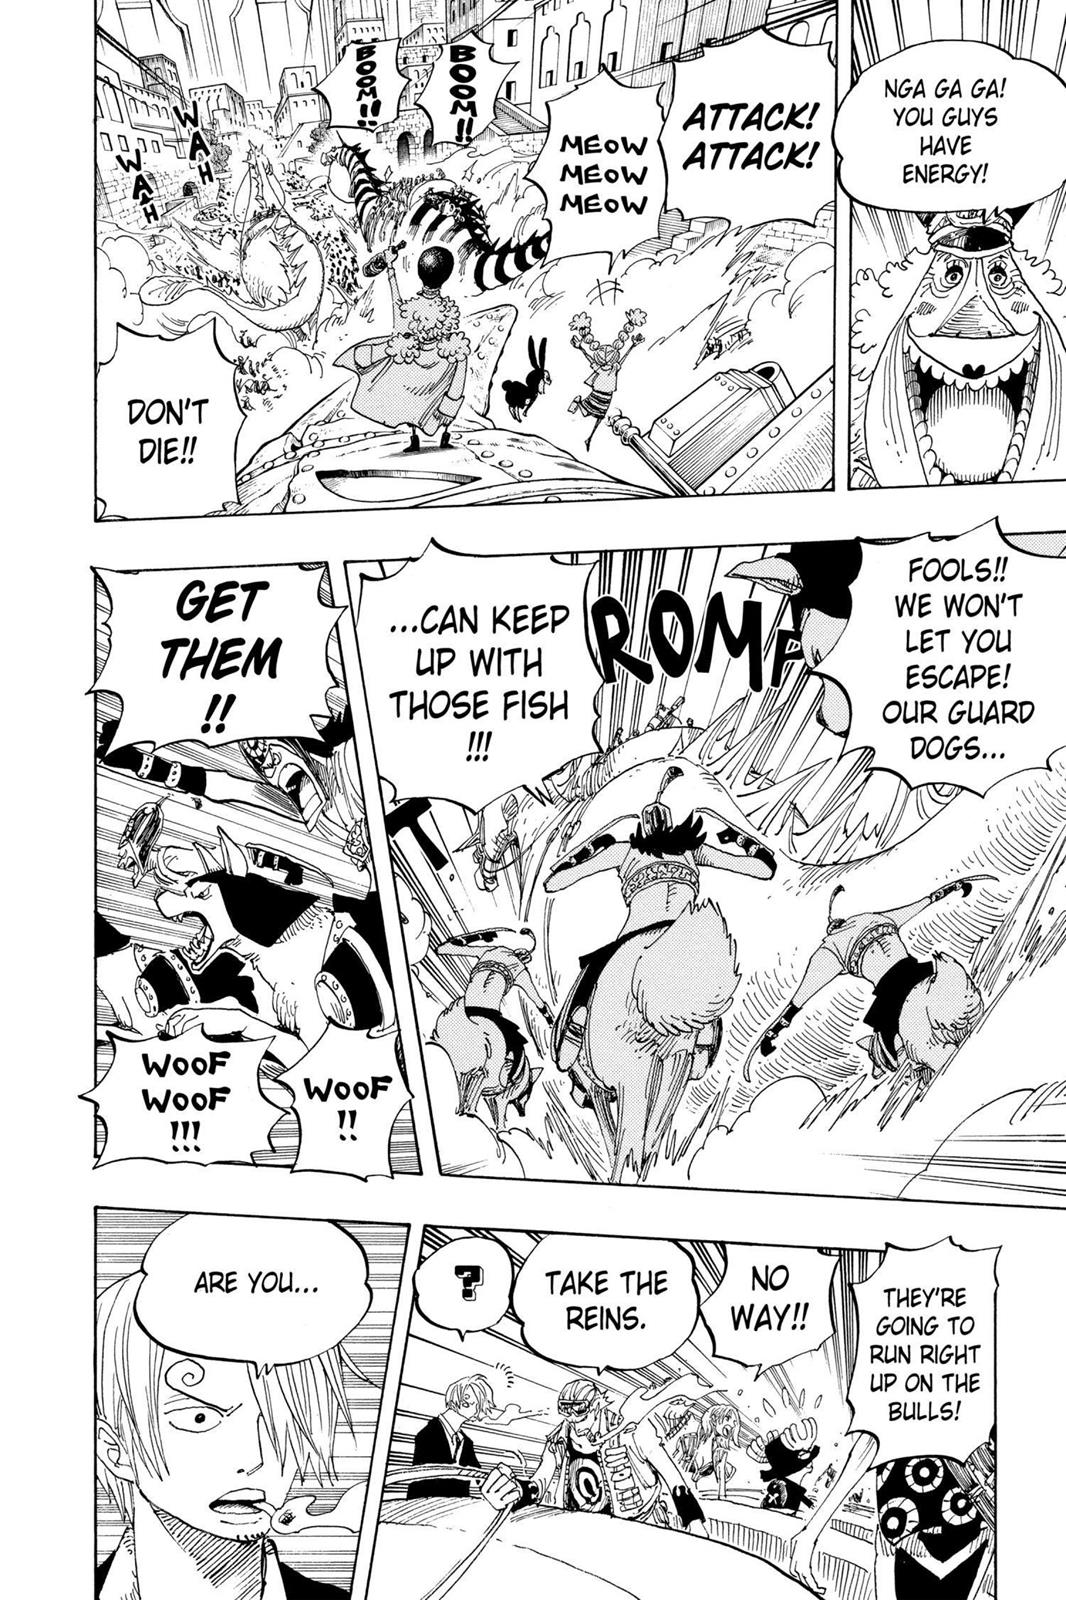 NGA GA GA!
YOU GUYS
HAVE
ENERGY!
ATTACK!
ATTACK!
MEOW
MEOW
MEOW
BOOM!!
BOOM!!
WAH
WAH
DON'T
DIE!!
FOOLS!!
WE WON'T
LET YOU
ESCAPE!
OUR GUARD
DOGS...
ROMP
...CAN KEEP
UP WITH
THOSE FISH
!!!
GET
THEM
!!
WOOF
!!
WOOF
WOOF
!!!
THEY'RE
GOING TO
RUN RIGHT
UP ON THE
BULLS!
NO
WAY!!
TAKE THE
REINS.
?
ARE YOU...